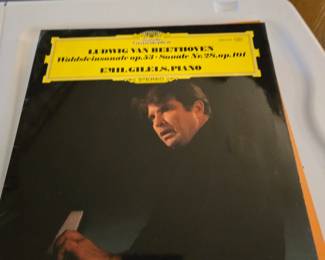 LUDWIG VAN BEETHOVEN
Waldsteinsonate op.53 · Sonate Nr.28, op.101
EMIL GILELS, PIANO
STEREO